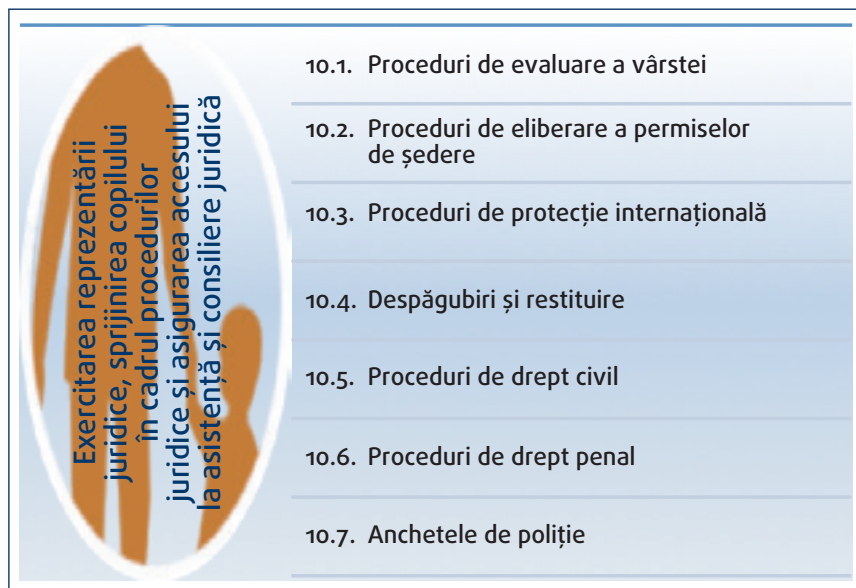 Exercitarea reprezentării
juridice, sprijinirea copilului
în cadrul procedurilor
juridice și asigurarea accesului
la asistență și consiliere juridică
10.1. Proceduri de evaluare a vârstei
10.2. Proceduri de eliberare a permiselor
de ședere
10.3. Proceduri de protecție internațională
10.4. Despăgubiri și restituire
10.5. Proceduri de drept civil
10.6. Proceduri de drept penal
10.7. Anchetele de poliție